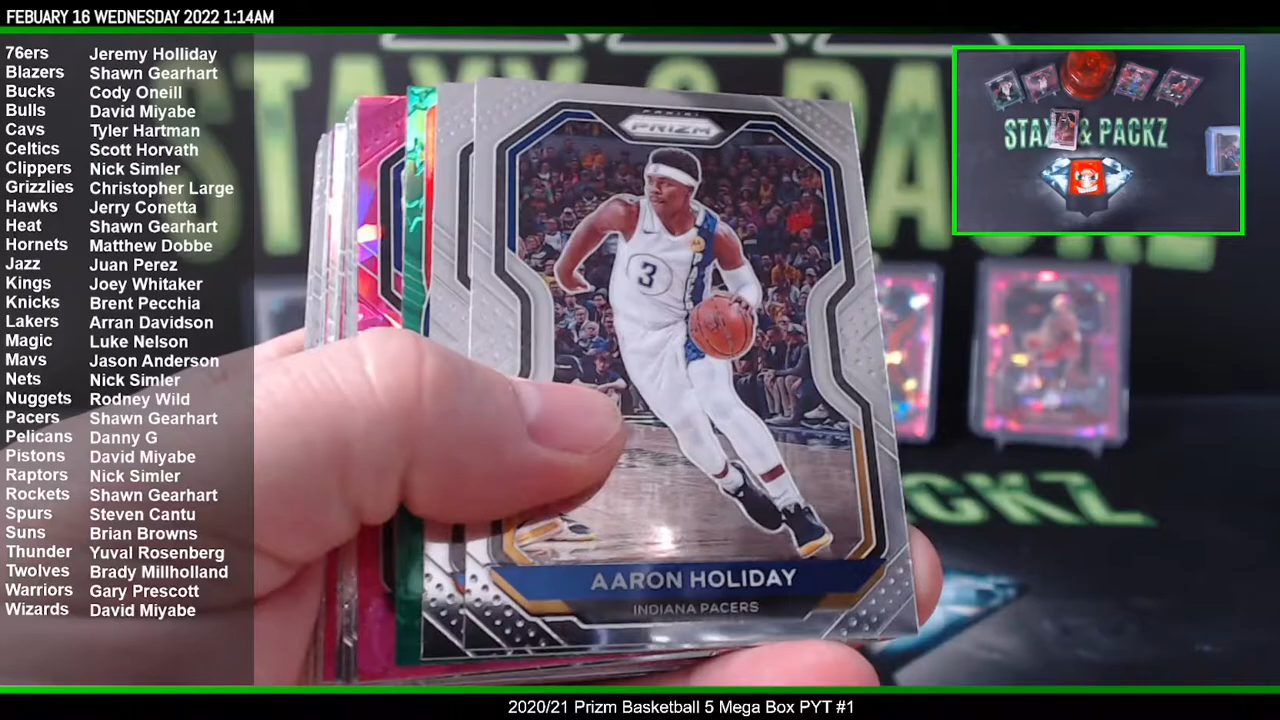 FEBUARY 16 WEDNESDAY 2022 1:14AM
76ers Jeremy Holliday
Blazers Shawn Gearhart
Bucks Cody Oneill
Bulls David Miyabe
Cavs Tyler Hartman
Celtics Scott Horvath
Clippers Nick Simler
Grizzlies Christopher Large
Hawks Jerry Conetta
Heat Shawn Gearhart
Hornets Matthew Dobbe
Jazz Juan Perez
Kings Joey Whitaker
Knicks Brent Pecchia
Lakers Arran Davidson
Magic Luke Nelson
Mavs Jason Anderson
Nets Nick Simler
Nuggets Rodney Wild
Pacers Shawn Gearhart
Pelicans Danny G
Pistons David Miyabe
Raptors Nick Simler
Rockets Shawn Gearhart
Spurs Steven Cantu
Suns Brian Browns
Thunder Yuval Rosenberg
Twolves Brady Millholland
Warriors Gary Prescott
Wizards David Miyabe
PANINI
PRIZM
3
AARON HOLIDAY
INDIANA PACERS
& PACKZ
2020/21 Prizm Basketball 5 Mega Box PYT #1